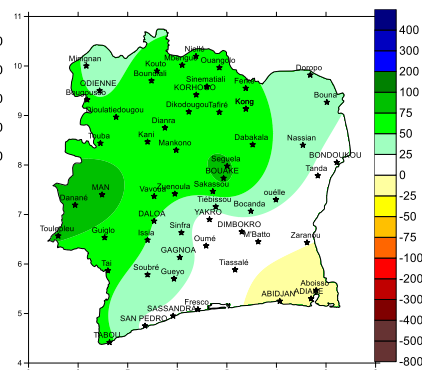 11
10
9
8
7
6
5
4
Minignan
Niellé
Mbengué
Ouangolo
Kouto
Doropo
ODIENNE
Boundiali
Sinematiali
KORHOGO
Bougousso
Bouna
Dioulatiedougou
Dikodougou
Tafiré
Kong
Dianra
Touba
Kani
Mankono
Dabakala
Nassian
BONDOUKOU
Segueia
BOUAKE
Tanda
MAN
Danané
Vavoua
Zuenoula
Sakassou
Tiébissou
ouélle
Bocanda
DALOA
YAKRO
Toulepleu
Guiglo
Issia
Sinfra
DIMBOKRO
M'Batto
Zaranou
Oumé
GAGNOA
Tai
Soubré
Gueyo
Tiassalé
Aboisso
ABIDJAN
ADIAKE
Fresco
SASSANDRA
SAN PEDRO
TABOU
400
300
200
100
75
50
25
0
-25
-50
-75
-100
-200
-300
-400
-500
-800